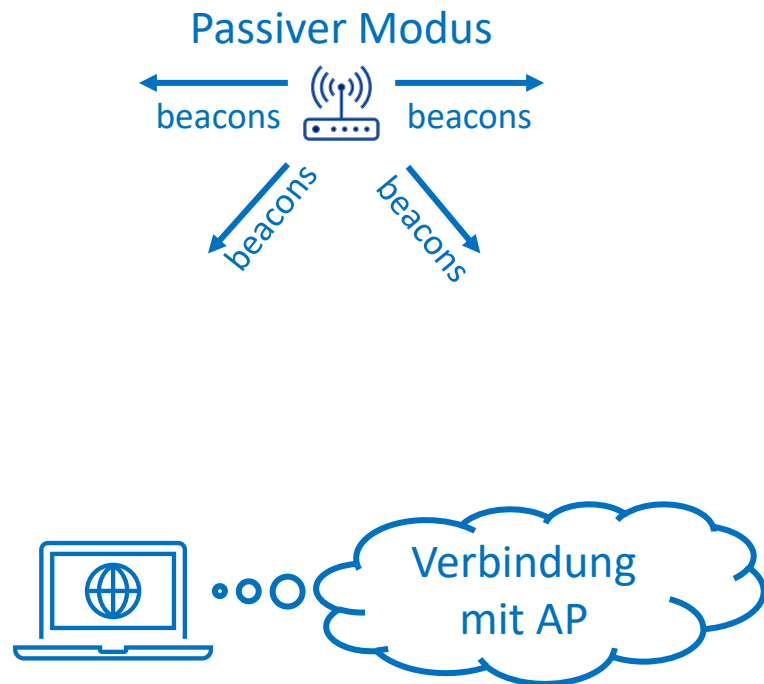 Passiver Modus
beacons
beacons
beacons
beacons
Verbindung
mit AP